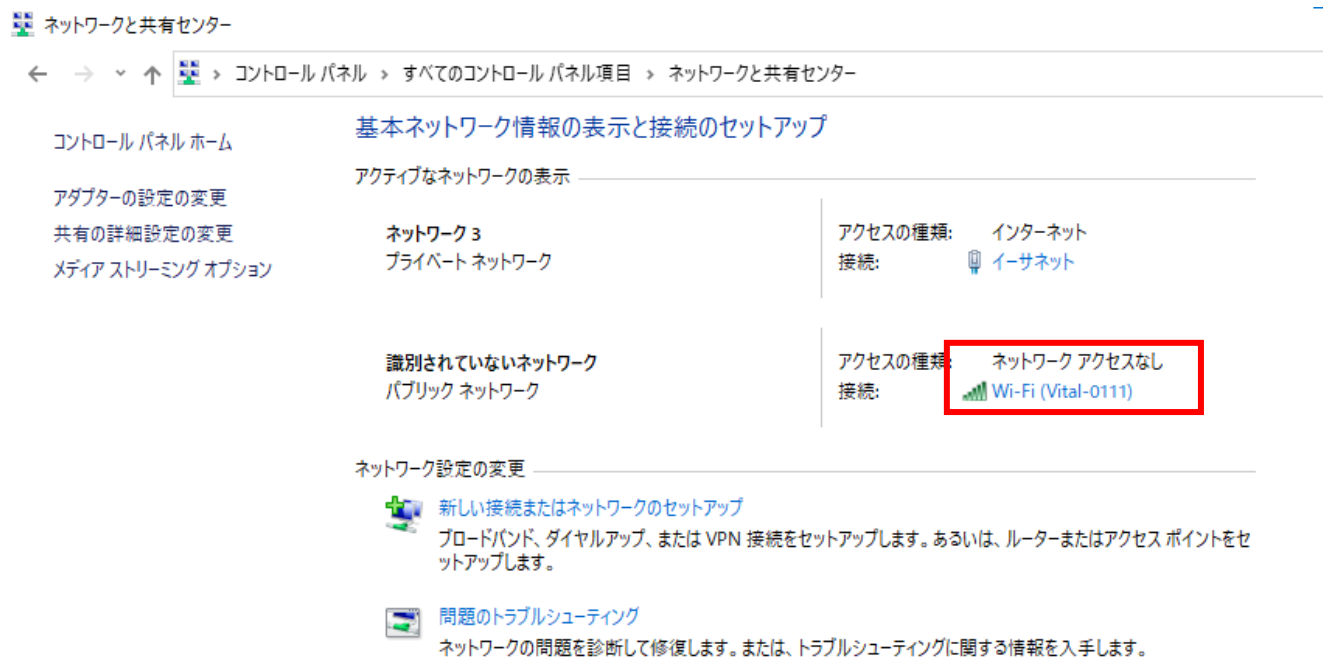 ネットワークと共有センター
コントロール パネル › すべてのコントロール パネル項目 › ネットワークと共有センター
コントロール パネル ホーム
アダプターの設定の変更
共有の詳細設定の変更
メディア ストリーミング オプション
基本ネットワーク情報の表示と接続のセットアップ
アクティブなネットワークの表示
ネットワーク 3
プライベート ネットワーク
アクセスの種類: インターネット
接続: イーサネット
識別されていないネットワーク
パブリック ネットワーク
アクセスの種類: ネットワーク アクセスなし
接続: Wi-Fi (Vital-0111)
ネットワーク設定の変更
新しい接続またはネットワークのセットアップ
ブロードバンド、ダイヤルアップ、または VPN 接続をセットアップします。あるいは、ルーターまたはアクセス ポイントをセ
ットアップします。
問題のトラブルシューティング
ネットワークの問題を診断して修復します。または、トラブルシューティングに関する情報を入手します。